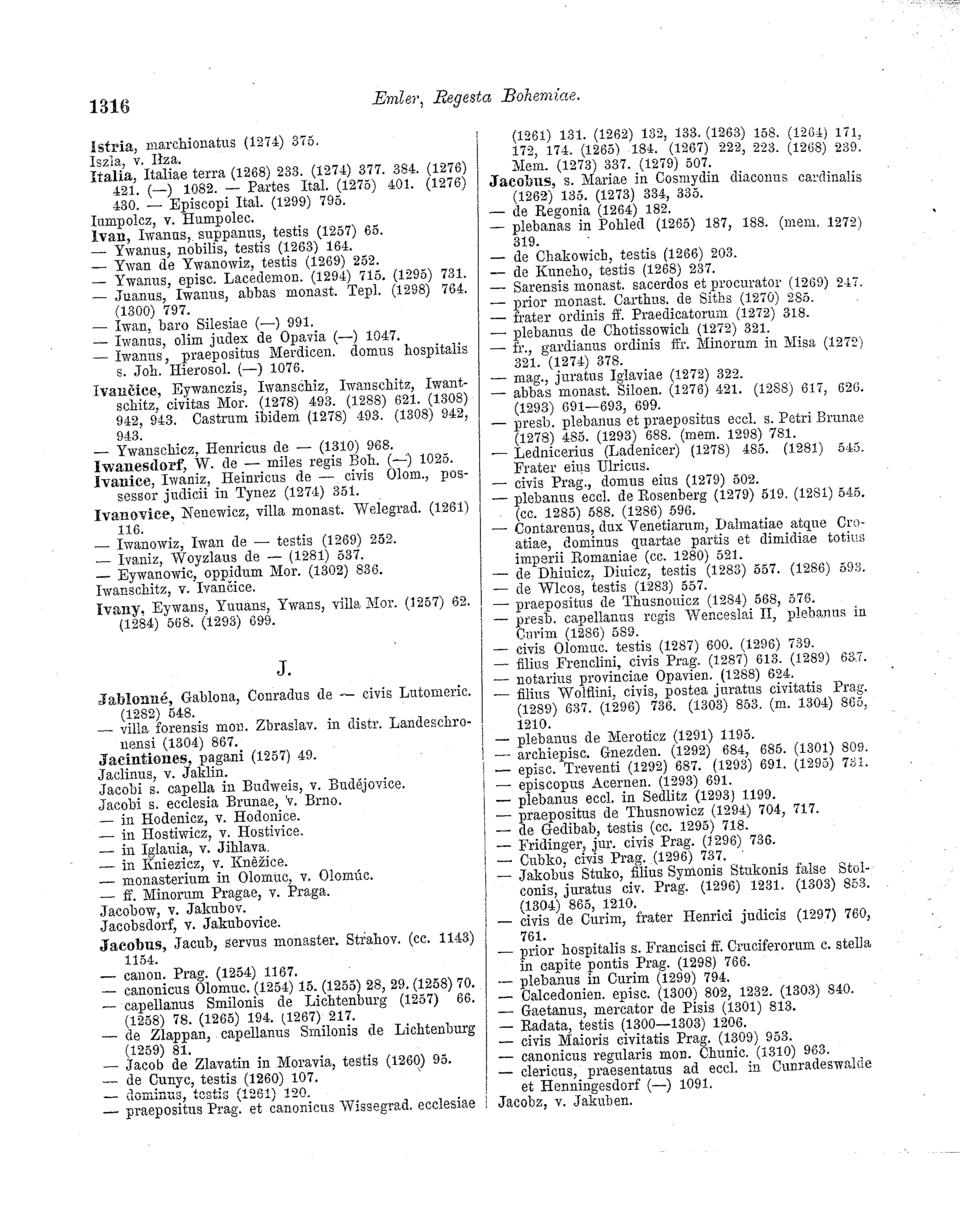 1316
Emler, Regesta Bohemiae.
Istria, marchionatus (1274) 375.
Iszla, v. Ilza.
Italia, Italiae terra (1268) 233. (1274) 377. 384. (1276)
421. (—) 1082. — Partes Ital. (1275) 401. (1276)
430. — Episcopi Ital. (1299) 795.
Iumpolcz, v. Humpolec.
Ivan, Iwanus, suppanus, testis (1257) 65.
— Ywanus, nobilis, testis (1263) 164.
— Ywan de Ywanowiz, testis (1269) 252.
— Ywanus, episc. Lacedemon. (1294) 715. (1295) 731.
— Juanus, Iwanus, abbas monast. Tepl. (1298) 764.
(1300) 797.
— Iwan, baro Silesiae (—) 991.
— Iwanus, olim judex de Opavia (—) 1047.
— Iwanus, praepositus Merdicen. domus hospitalis
s. Joh. Hierosol. (—) 1076.
Ivančice, Eywanczis, Iwanschiz, Iwanschitz, Iwant-
schitz, civitas Mor. (1278) 493. (1288) 621. (1308)
942, 943. Castrum ibidem (1278) 493. (1308) 942,
943.
— Ywanschicz, Henricus de — (1310) 968.
Iwanesdorf, W. de — miles regis Boh. (—) 1025.
Ivanice, Iwaniz, Heinricus de — civis Olom., pos-
sessor judicii in Tynez (1274) 351.
Ivanovice, Nenewicz, villa monast. Welegrad. (1261)
116.
— Iwanowiz, Iwan de — testis (1269) 252.
— Ivaniz, Woyzlaus de — (1281) 537.
— Eywanowic, oppidum Mor. (1302) 836.
Iwanschitz, v. Ivančice.
Ivany, Eywans, Yuuans, Ywans, villa Mor. (1257) 62.
(1284) 568. (1293) 699.
J.
Jablonné, Gablona, Conradus de — civis Lutomeric.
(1282) 548.
— villa forensis mon. Zbraslav. in distr. Landeschro-
nensi (1304) 867.
Jacintiones, pagani (1257) 49.
Jaclinus, v. Jaklin.
Jacobi s. capella in Budweis, v. Budějovice.
Jacobi s. ecclesia Brunae, v. Brno.
— in Hodenicz, v. Hodonice.
— in Hostiwicz, v. Hostivice.
— in Iglauia, v. Jihlava.
— in Kniezicz, v. Kněžice.
— monasterium in Olomuc, v. Olomúc.
— ff. Minorum Pragae, v. Praga.
Jacobow, v. Jakubov.
Jacobsdorf, v. Jakubovice.
Jacobus, Jacub, servus monaster. Strahov. (cc. 1143)
1154.
— canon. Prag. (1254) 1167.
— canonicus Olomuc. (1254) 15. (1255) 28, 29. (1258) 70.
— capellanus Smilonis de Lichtenburg (1257) 66.
(1258) 78. (1265) 194. (1267) 217.
— de Zlappan, capellanus Smilonis de Lichtenburg
(1259) 81.
— Jacob de Zlavatin in Moravia, testis (1260) 95.
— de Cunyc, testis (1260) 107.
— dominus, testis (1261) 120.
— praepositus Prag. et canonicus Wissegrad. ecclesiae
(1261) 131. (1262) 132, 133. (1263) 158. (1264) 171,
172, 174. (1265) 184. (1267) 222, 223. (1268) 239.
Mem. (1273) 337. (1279) 507.
Jacobus, s. Mariae in Cosmydin diaconus cardinalis
(1262) 135. (1273) 334, 335.
— de Regonia (1264) 182.
— plebanas in Pohled (1265) 187, 188. (mem. 1272)
319.
— de Chakowich, testis (1266) 203.
— de Kuneho, testis (1268) 237.
— Sarensis monast. sacerdos et procurator (1269) 247.
— prior monast. Carthus. de Siths (1270) 285.
— frater ordinis ff. Praedicatorum (1272) 318.
— plebanus de Chotissowich (1272) 321.
— fr., gardianus ordinis ffr. Minorum in Misa (1272)
321. (1274) 378.
— mag., juratus Iglaviae (1272) 322.
— abbas monast. Siloen. (1276) 421. (1288) 617, 626.
(1293) 691—693, 699.
— presb. plebanus et praepositus eccl. s. Petri Brunae
(1278) 485. (1293) 688. (mem. 1298) 781.
— Lednicerius (Ladenicer) (1278) 485. (1281) 545.
Frater eius Ulricus.
— civis Prag., domus eius (1279) 502.
— plebanus eccl. de Rosenberg (1279) 519. (1281) 545.
(cc. 1285) 588. (1286) 596.
— Contarenus, dux Venetiarum, Dalmatiae atque Cro-
atiae, dominus quartae partis et dimidiae totius
imperii Romaniae (cc. 1280) 521.
— de Dhiuicz, Diuicz, testis (1283) 557. (1286) 593.
— de Wlcos, testis (1283) 557.
— praepositus de Thusnouicz (1284) 568, 576.
— presb. capellanus regis Wenceslai II, plebanus in
Curim (1286) 589.
— civis Olomuc. testis (1287) 600. (1296) 739.
— filius Frenclini, civis Prag. (1287) 613. (1289) 637.
— notarius provinciae Opavien. (1288) 624.
— filius Wolflini, civis, postea juratus civitatis Prag.
(1289) 637. (1296) 736. (1303) 853. (m. 1304) 865,
1210.
— plebanus de Meroticz (1291) 1195.
— archiepisc. Gnezden. (1292) 684, 685. (1301) 809.
— episc. Treventi (1292) 687. (1293) 691. (1295) 731.
— episcopus Acernen. (1293) 691.
— plebanus eccl. in Sedlitz (1293) 1199.
— praepositus de Thusnowicz (1294) 704, 717.
— de Gedibab, testis (cc. 1295) 718.
— Fridinger, jur. civis Prag. (1296) 736.
— Cubko, civis Prag. (1296) 737.
— Jakobus Stuko, filius Symonis Stukonis false Stol-
conis, juratus civ. Prag. (1296) 1231. (1303) 853.
(1304) 865, 1210.
— civis de Curim, frater Henrici judicis (1297) 760,
761.
— prior hospitalis s. Francisci ff. Cruciferorum c. stella
in capite pontis Prag. (1298) 766.
— plebanus in Curim (1299) 794.
— Calcedonien. episc. (1300) 802, 1232. (1303) 840.
— Gaetanus, mercator de Pisis (1301) 813.
— Radata, testis (1300—1303) 1206.
— civis Maioris civitatis Prag. (1309) 953.
— canonicus regularis mon. Chunic. (1310) 963.
— clericus, praesentatus ad eccl. in Cunradeswalde
et Henningesdorf (—) 1091.
Jacobz, v. Jakuben.